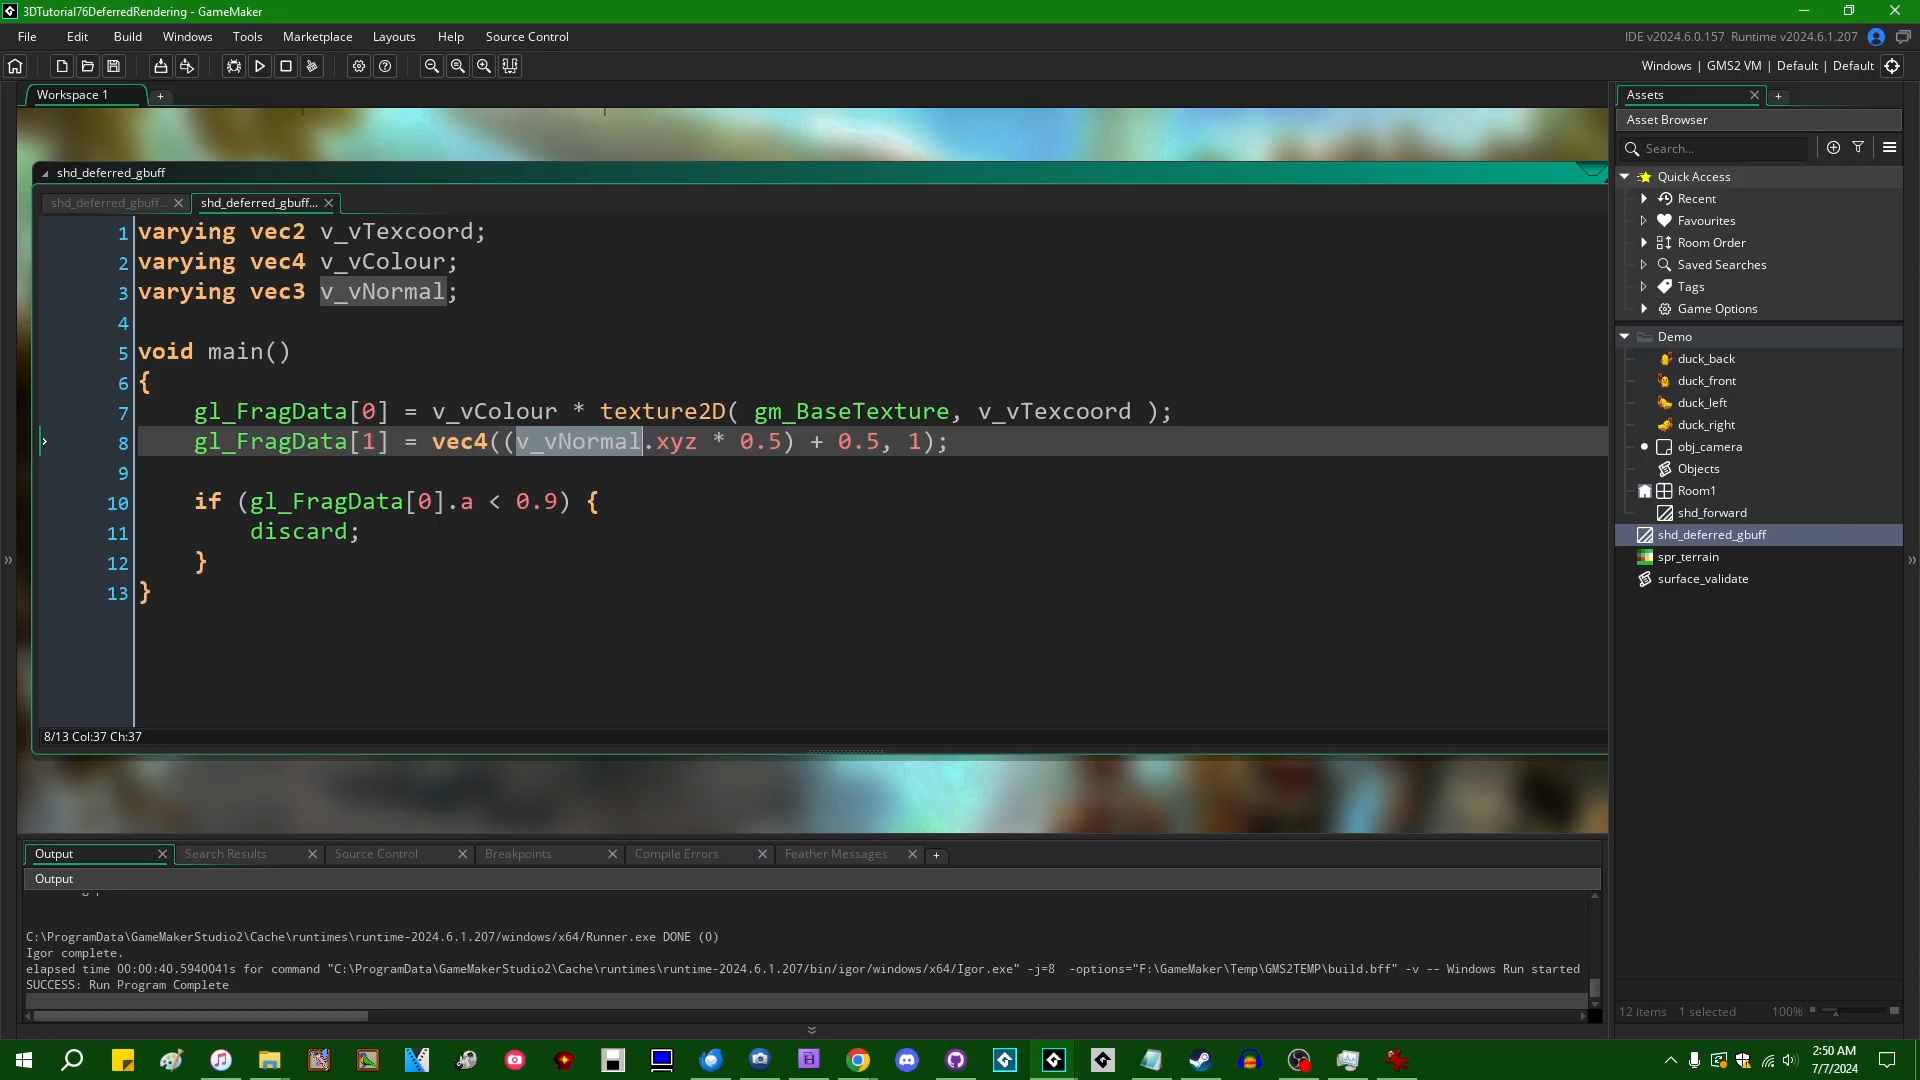 3DTutorial76DeferredRendering - GameMaker
File Edit Build Windows Tools Marketplace Layouts Help Source Control
IDE v2024.6.0.157 Runtime v2024.6.1.207
Windows | GMS2 VM | Default | Default
Workspace 1
shd_deferred_gbuff
shd_deferred_gbuff... shd_deferred_gbuff...
1 varying vec2 v_vTexcoord;
2 varying vec4 v_vColour;
3 varying vec3 v_vNormal;
4
5 void main()
6 {
7 gl_FragData[0] = v_vColour * texture2D( gm_BaseTexture, v_vTexcoord );
8 gl_FragData[1] = vec4((v_vNormal.xyz * 0.5) + 0.5, 1);
9
10 if (gl_FragData[0].a < 0.9) {
11 discard;
12 }
13 }
8/13 Col:37 Ch:37
Output Search Results Source Control Breakpoints Compile Errors Feather Messages
Output
C:\ProgramData\GameMakerStudio2\Cache\runtimes\runtime-2024.6.1.207/windows/x64/Runner.exe DONE (0)
Igor complete.
elapsed time 00:00:40.5940041s for command "C:\ProgramData\GameMakerStudio2\Cache\runtimes\runtime-2024.6.1.207/bin/igor/windows/x64/Igor.exe" -j=8 -options="F:\GameMaker\Temp\GMS2TEMP\build.bff" -v -- Windows Run started
SUCCESS: Run Program Complete
Assets
Asset Browser
Search...
Quick Access
Recent
Favourites
Room Order
Saved Searches
Tags
Game Options
Demo
duck_back
duck_front
duck_left
duck_right
obj_camera
Objects
Room1
shd_forward
shd_deferred_gbuff
spr_terrain
surface_validate
12 items 1 selected 100%
2:50 AM
7/7/2024